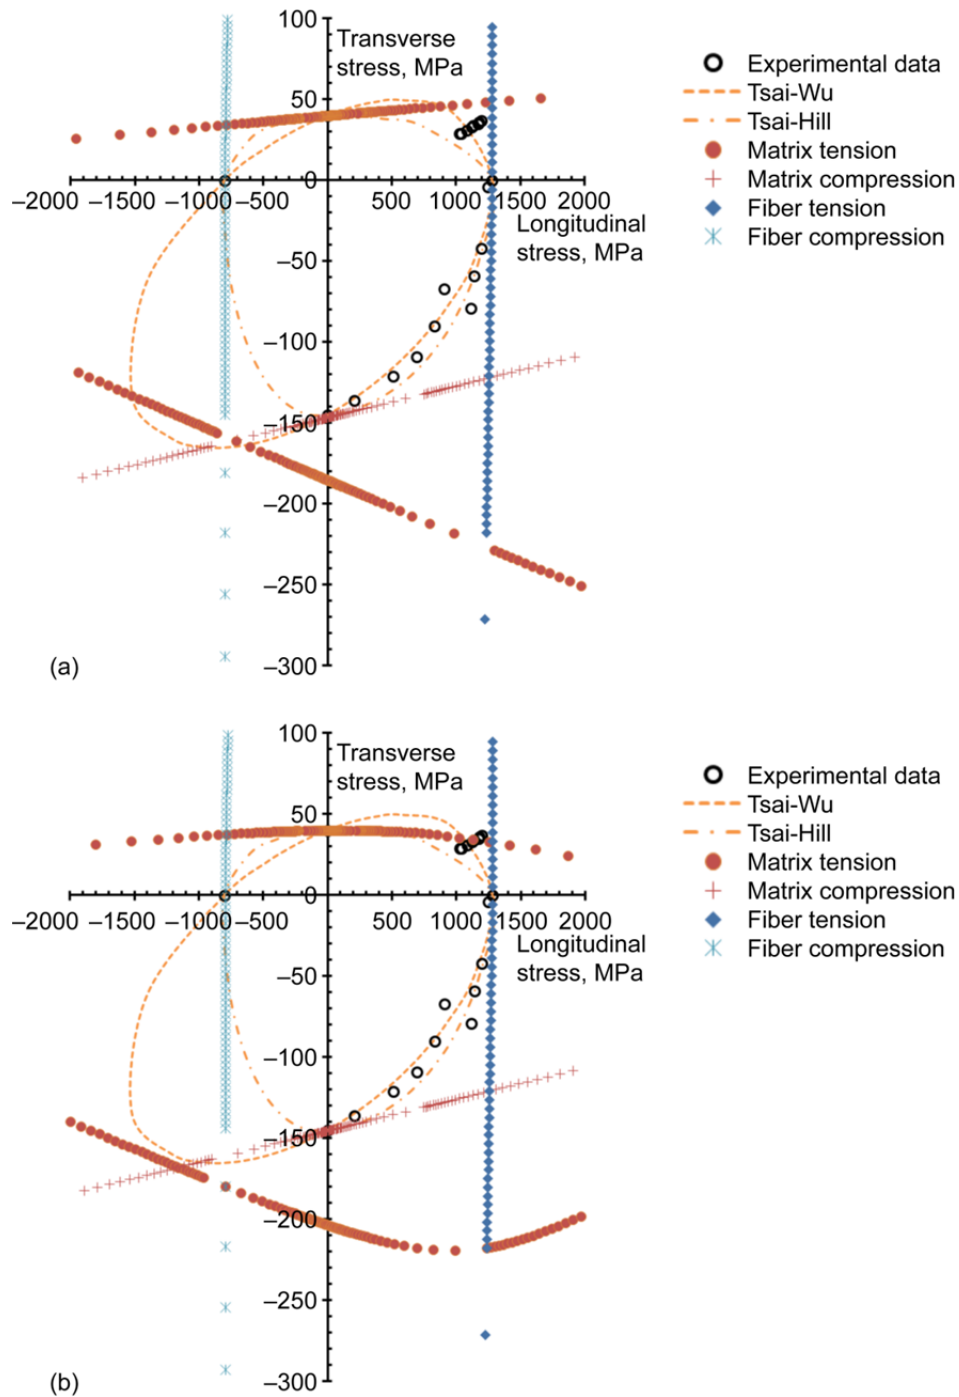 100
Transverse
stress, MPa
50
−2000 −1500 −1000 −500 500 1000 1500 2000
Longitudinal
stress, MPa
−50
−100
−150
−200
−250
−300
Experimental data
Tsai-Wu
Tsai-Hill
Matrix tension
Matrix compression
Fiber tension
Fiber compression
(a)
100
Transverse
stress, MPa
50
−2000 −1500 −1000 −500 500 1000 1500 2000
Longitudinal
stress, MPa
−50
−100
−150
−200
−250
−300
Experimental data
Tsai-Wu
Tsai-Hill
Matrix tension
Matrix compression
Fiber tension
Fiber compression
(b)